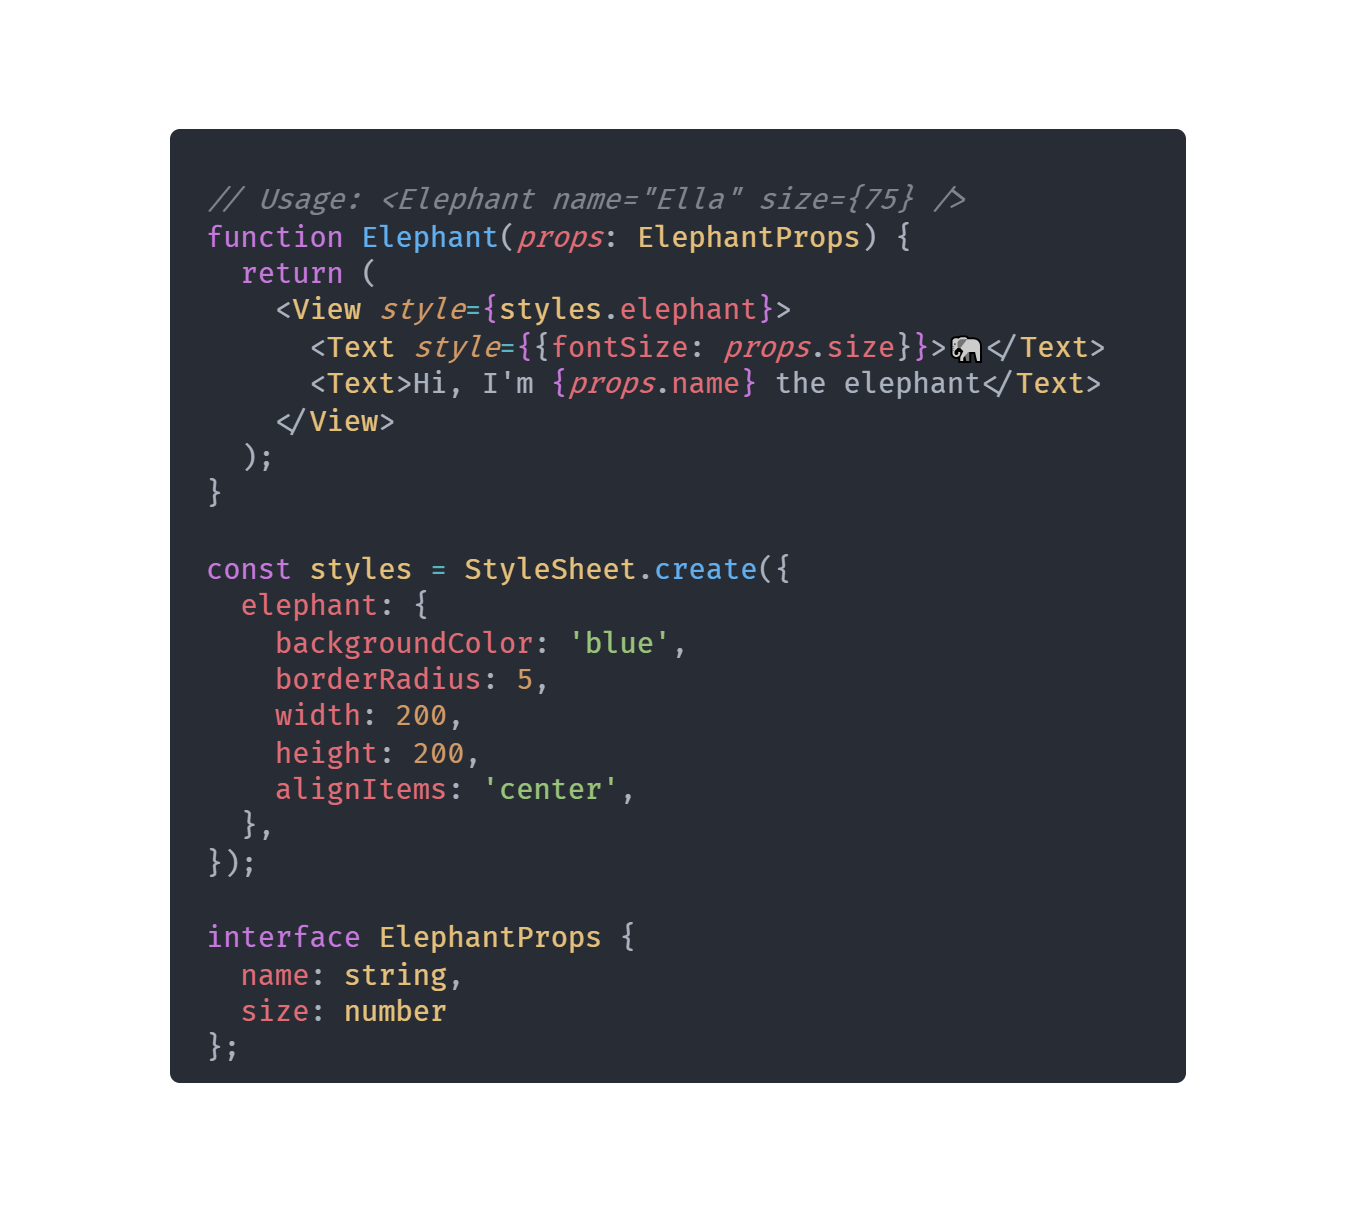 // Usage: <Elephant name="Ella" size={75} />
function Elephant(props: ElephantProps) {
  return (
    <View style={styles.elephant}>
      <Text style={{fontSize: props.size}}>🐘</Text>
      <Text>Hi, I'm {props.name} the elephant</Text>
    </View>
  );
}

const styles = StyleSheet.create({
  elephant: {
    backgroundColor: 'blue',
    borderRadius: 5,
    width: 200,
    height: 200,
    alignItems: 'center',
  },
});

interface ElephantProps {
  name: string,
  size: number
};